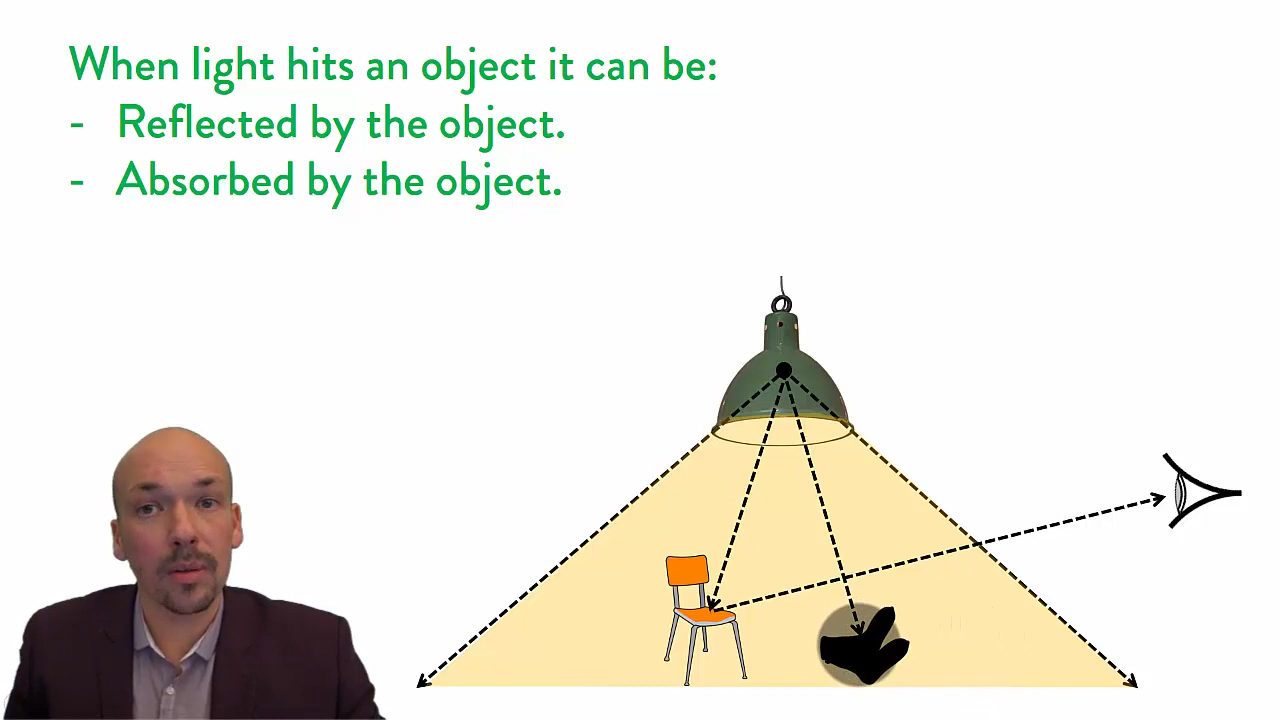 When light hits an object it can be:
- Reflected by the object.
- Absorbed by the object.